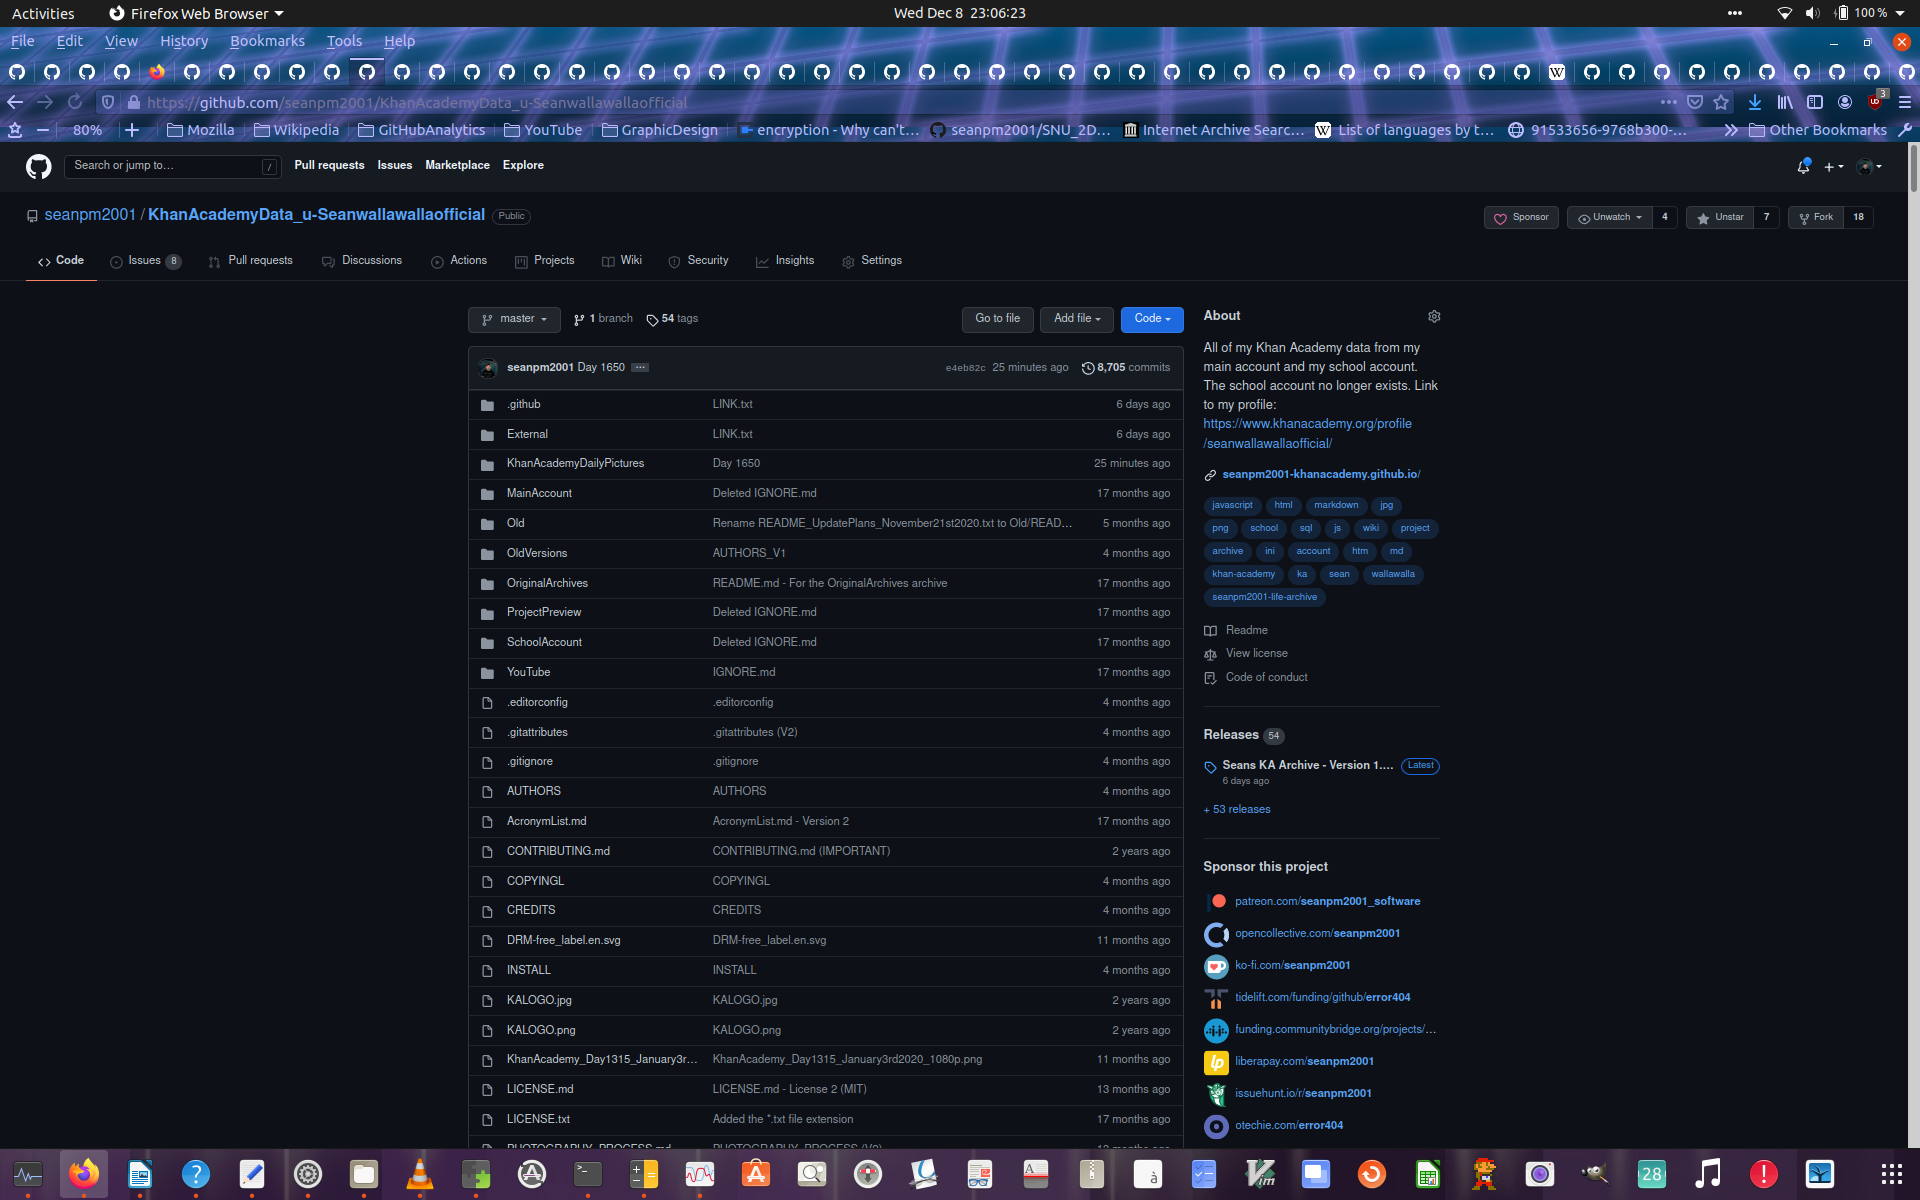 Activities Firefox Web Browser Wed Dec 8 23:06:23 100 %
File Edit View History Bookmarks Tools Help
https://github.com/seanpm2001/KhanAcademyData_u-Seanwallawallaofficial 3
80% Mozilla Wikipedia GitHubAnalytics YouTube GraphicDesign encryption - Why can't... seanpm2001/SNU_2D... Internet Archive Searc... List of languages by t... 91533656-9768b300-... Other Bookmarks
Search or jump to... / Pull requests Issues Marketplace Explore
seanpm2001 / KhanAcademyData_u-Seanwallawallaofficial Public Sponsor Unwatch 4 Unstar 7 Fork 18
Code Issues 8 Pull requests Discussions Actions Projects Wiki Security Insights Settings
master 1 branch 54 tags Go to file Add file Code
seanpm2001 Day 1650 ... e4eb82c 25 minutes ago 8,705 commits
.github LINK.txt 6 days ago
External LINK.txt 6 days ago
KhanAcademyDailyPictures Day 1650 25 minutes ago
MainAccount Deleted IGNORE.md 17 months ago
Old Rename README_UpdatePlans_November21st2020.txt to Old/READ... 5 months ago
OldVersions AUTHORS_V1 4 months ago
OriginalArchives README.md - For the OriginalArchives archive 17 months ago
ProjectPreview Deleted IGNORE.md 17 months ago
SchoolAccount Deleted IGNORE.md 17 months ago
YouTube IGNORE.md 17 months ago
.editorconfig .editorconfig 4 months ago
.gitattributes .gitattributes (V2) 4 months ago
.gitignore .gitignore 4 months ago
AUTHORS AUTHORS 4 months ago
AcronymList.md AcronymList.md - Version 2 17 months ago
CONTRIBUTING.md CONTRIBUTING.md (IMPORTANT) 2 years ago
COPYINGL COPYINGL 4 months ago
CREDITS CREDITS 4 months ago
DRM-free_label.en.svg DRM-free_label.en.svg 11 months ago
INSTALL INSTALL 4 months ago
KALOGO.jpg KALOGO.jpg 2 years ago
KALOGO.png KALOGO.png 2 years ago
KhanAcademy_Day1315_January3r... KhanAcademy_Day1315_January3rd2020_1080p.png 11 months ago
LICENSE.md LICENSE.md - License 2 (MIT) 13 months ago
LICENSE.txt Added the *.txt file extension 17 months ago
About
All of my Khan Academy data from my
main account and my school account.
The school account no longer exists. Link
to my profile:
https://www.khanacademy.org/profile
/seanwallawallaofficial/
seanpm2001-khanacademy.github.io/
javascript html markdown jpg
png school sql js wiki project
archive ini account htm md
khan-academy ka sean wallawalla
seanpm2001-life-archive
Readme
View license
Code of conduct
Releases 54
Seans KA Archive - Version 1.... Latest
6 days ago
+ 53 releases
Sponsor this project
patreon.com/seanpm2001_software
opencollective.com/seanpm2001
ko-fi.com/seanpm2001
tidelift.com/funding/github/error404
funding.communitybridge.org/projects/...
liberapay.com/seanpm2001
issuehunt.io/r/seanpm2001
otechie.com/error404
28